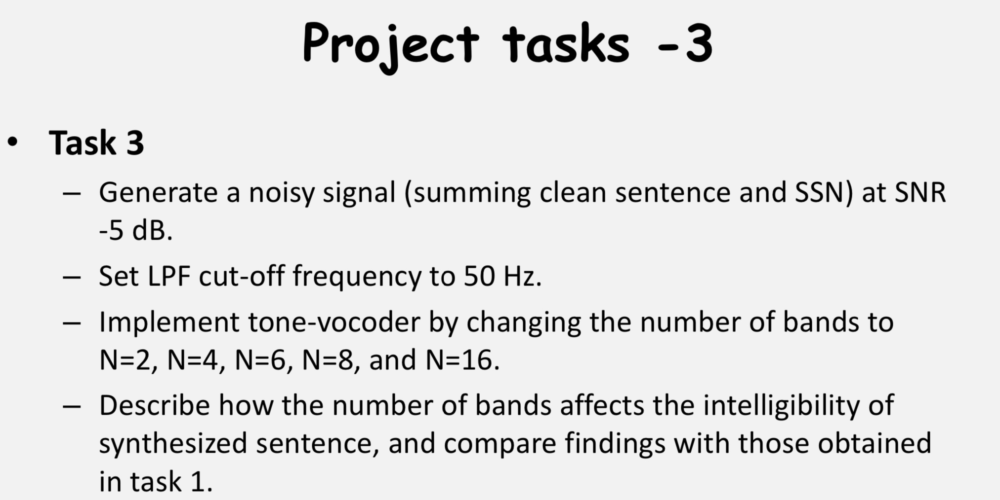 Project tasks -3
• Task 3
– Generate a noisy signal (summing clean sentence and SSN) at SNR
-5 dB.
– Set LPF cut-off frequency to 50 Hz.
– Implement tone-vocoder by changing the number of bands to
N=2, N=4, N=6, N=8, and N=16.
– Describe how the number of bands affects the intelligibility of
synthesized sentence, and compare findings with those obtained
in task 1.